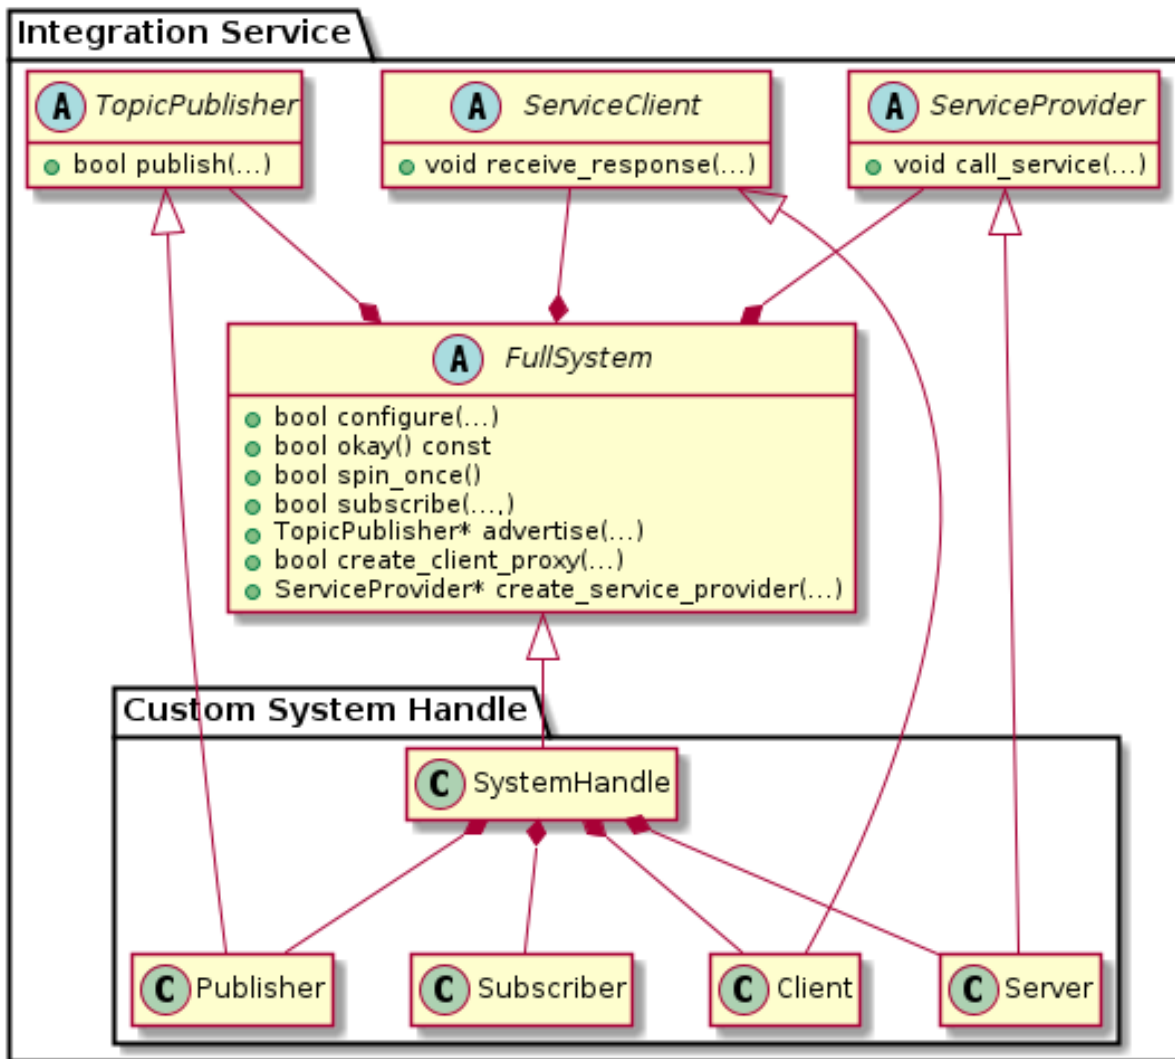 Integration Service
A TopicPublisher
bool publish(...)
A ServiceClient
void receive_response(...)
A ServiceProvider
void call_service(...)
A FullSystem
bool configure(...)
bool okay() const
bool spin_once()
bool subscribe(...,)
TopicPublisher* advertise(...)
bool create_client_proxy(...)
ServiceProvider* create_service_provider(...)
Custom System Handle
C SystemHandle
C Publisher
C Subscriber
C Client
C Server